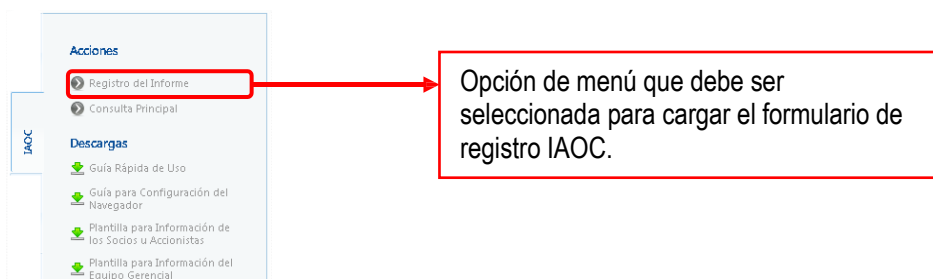 Acciones
Registro del Informe
Consulta Principal
IAOC
Descargas
Guía Rápida de Uso
Guía para Configuración del
Navegador
Plantilla para Información de
los Socios u Accionistas
Plantilla para Información del
Equipo Gerencial
Opción de menú que debe ser
seleccionada para cargar el formulario de
registro IAOC.